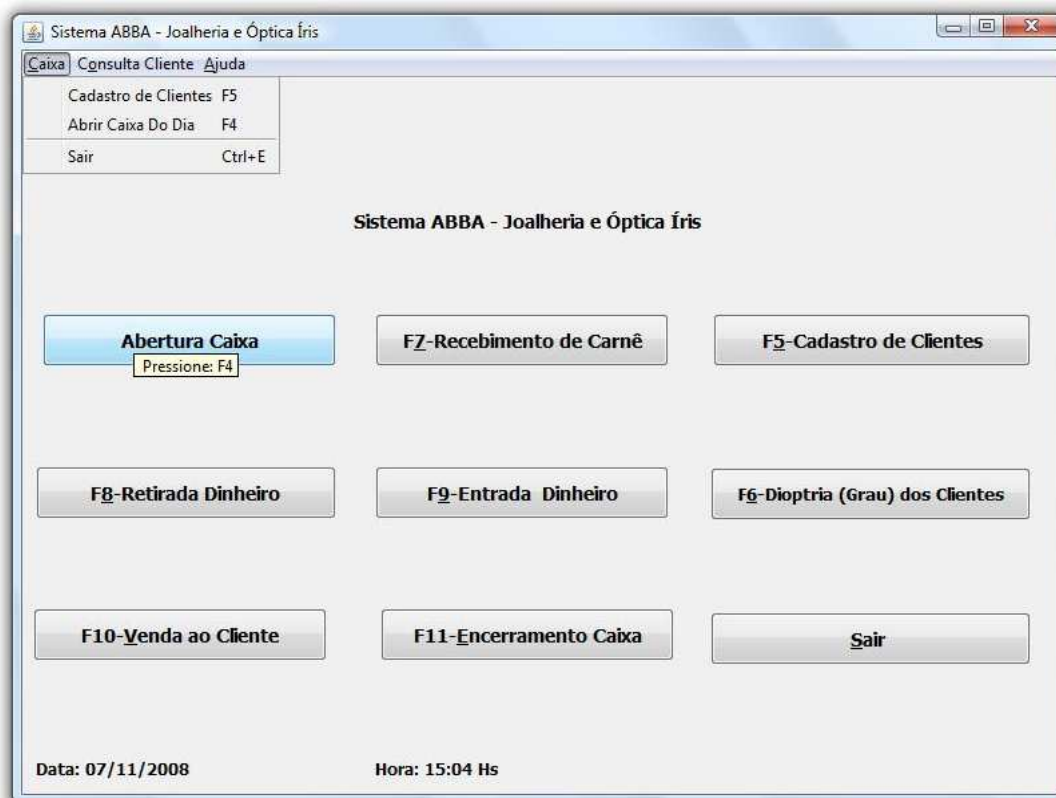 Sistema ABBA - Joalheria e Óptica Íris
Caixa Consulta Cliente Ajuda
Cadastro de Clientes F5
Abrir Caixa Do Dia F4
Sair Ctrl+E
Sistema ABBA - Joalheria e Óptica Íris
Abertura Caixa
Pressione: F4
F7-Recebimento de Carnê
F5-Cadastro de Clientes
F8-Retirada Dinheiro
F9-Entrada Dinheiro
F6-Dioptria (Grau) dos Clientes
F10-Venda ao Cliente
F11-Encerramento Caixa
Sair
Data: 07/11/2008
Hora: 15:04 Hs